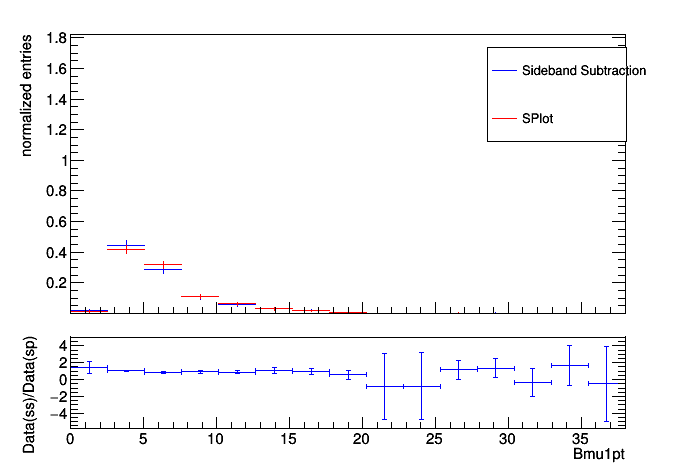 normalized entries
1.8
1.6
1.4
1.2
1
0.8
0.6
0.4
0.2
Sideband Subtraction
SPlot
Data(ss)/Data(sp)
4
2
0
−2
−4
0 5 10 15 20 25 30 35
Bmu1pt